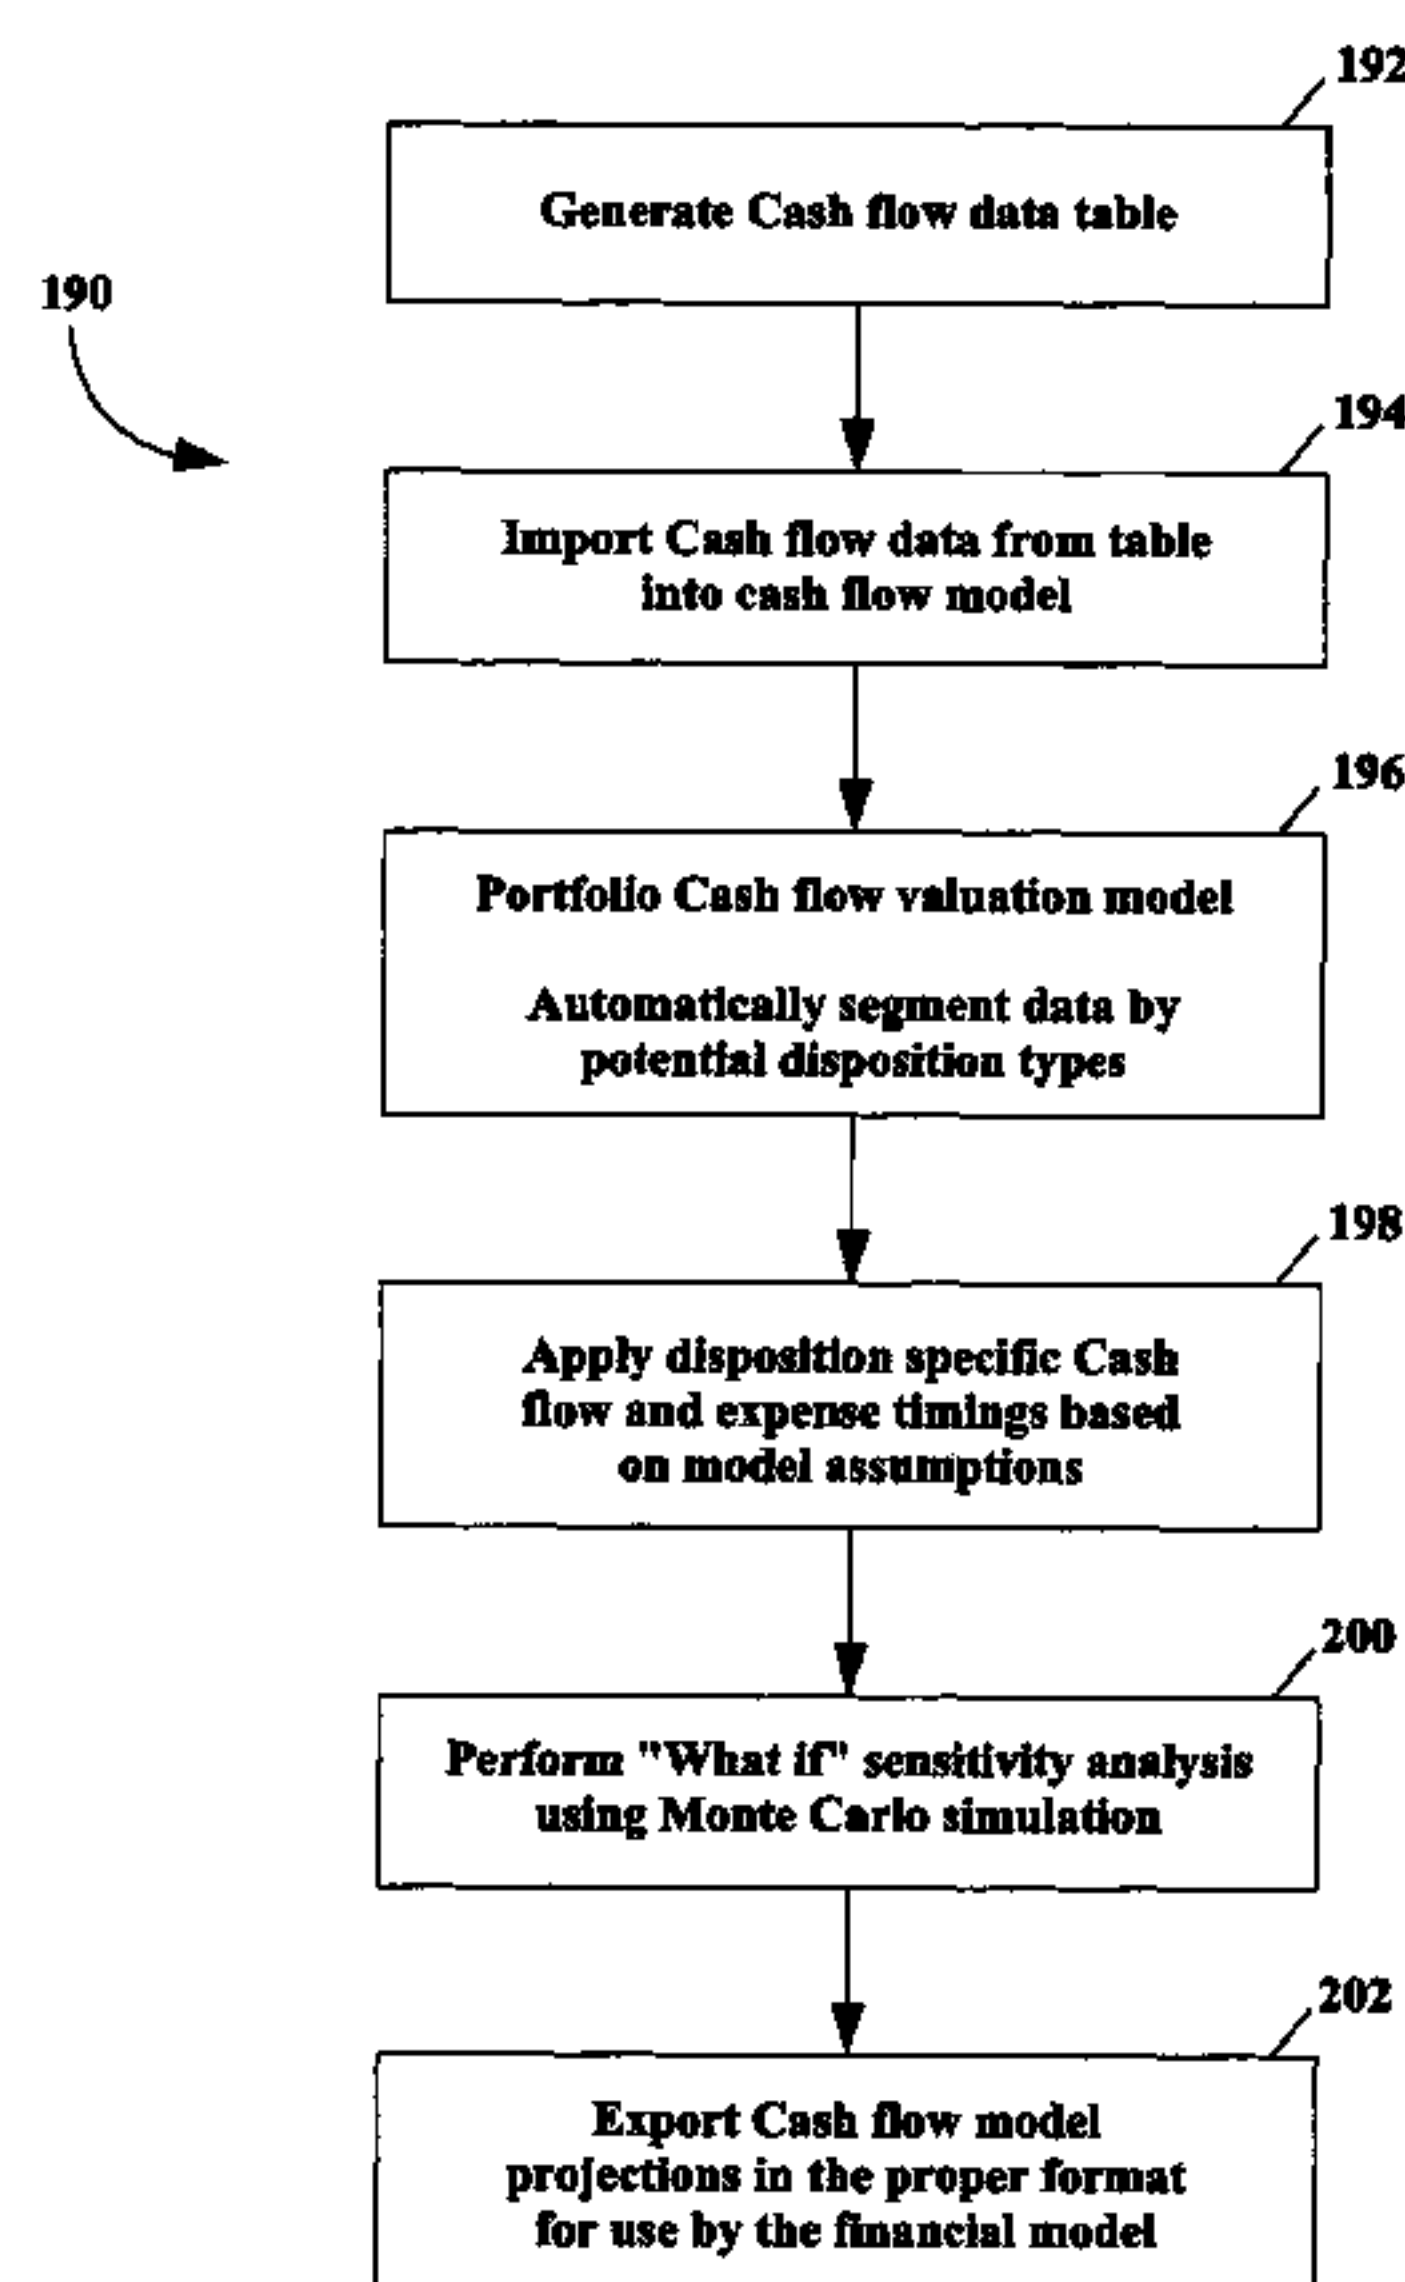 192
Generate Cash flow data table
190
194
Import Cash flow data from table
into cash flow model
196
Portfolio Cash flow valuation model
Automatically segment data by
potential disposition types
198
Apply disposition specific Cash
flow and expense timings based
on model assumptions
200
Perform "What if" sensitivity analysis
using Monte Carlo simulation
202
Export Cash flow model
projections in the proper format
for use by the financial model